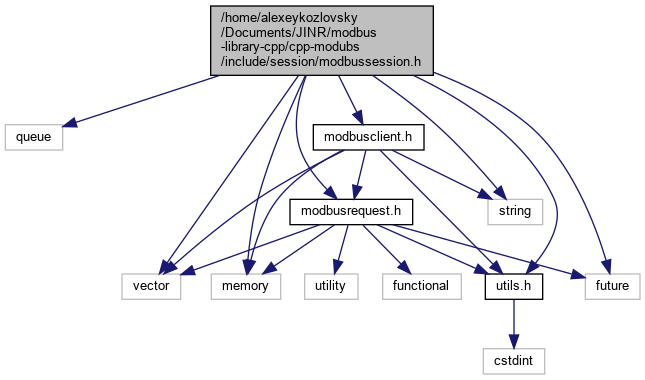 /home/alexeykozlovsky
/Documents/JINR/modbus
-library-cpp/cpp-modubs
/include/session/modbussession.h
queue
modbusclient.h
modbusrequest.h
string
vector
memory
utility
functional
utils.h
future
cstdint